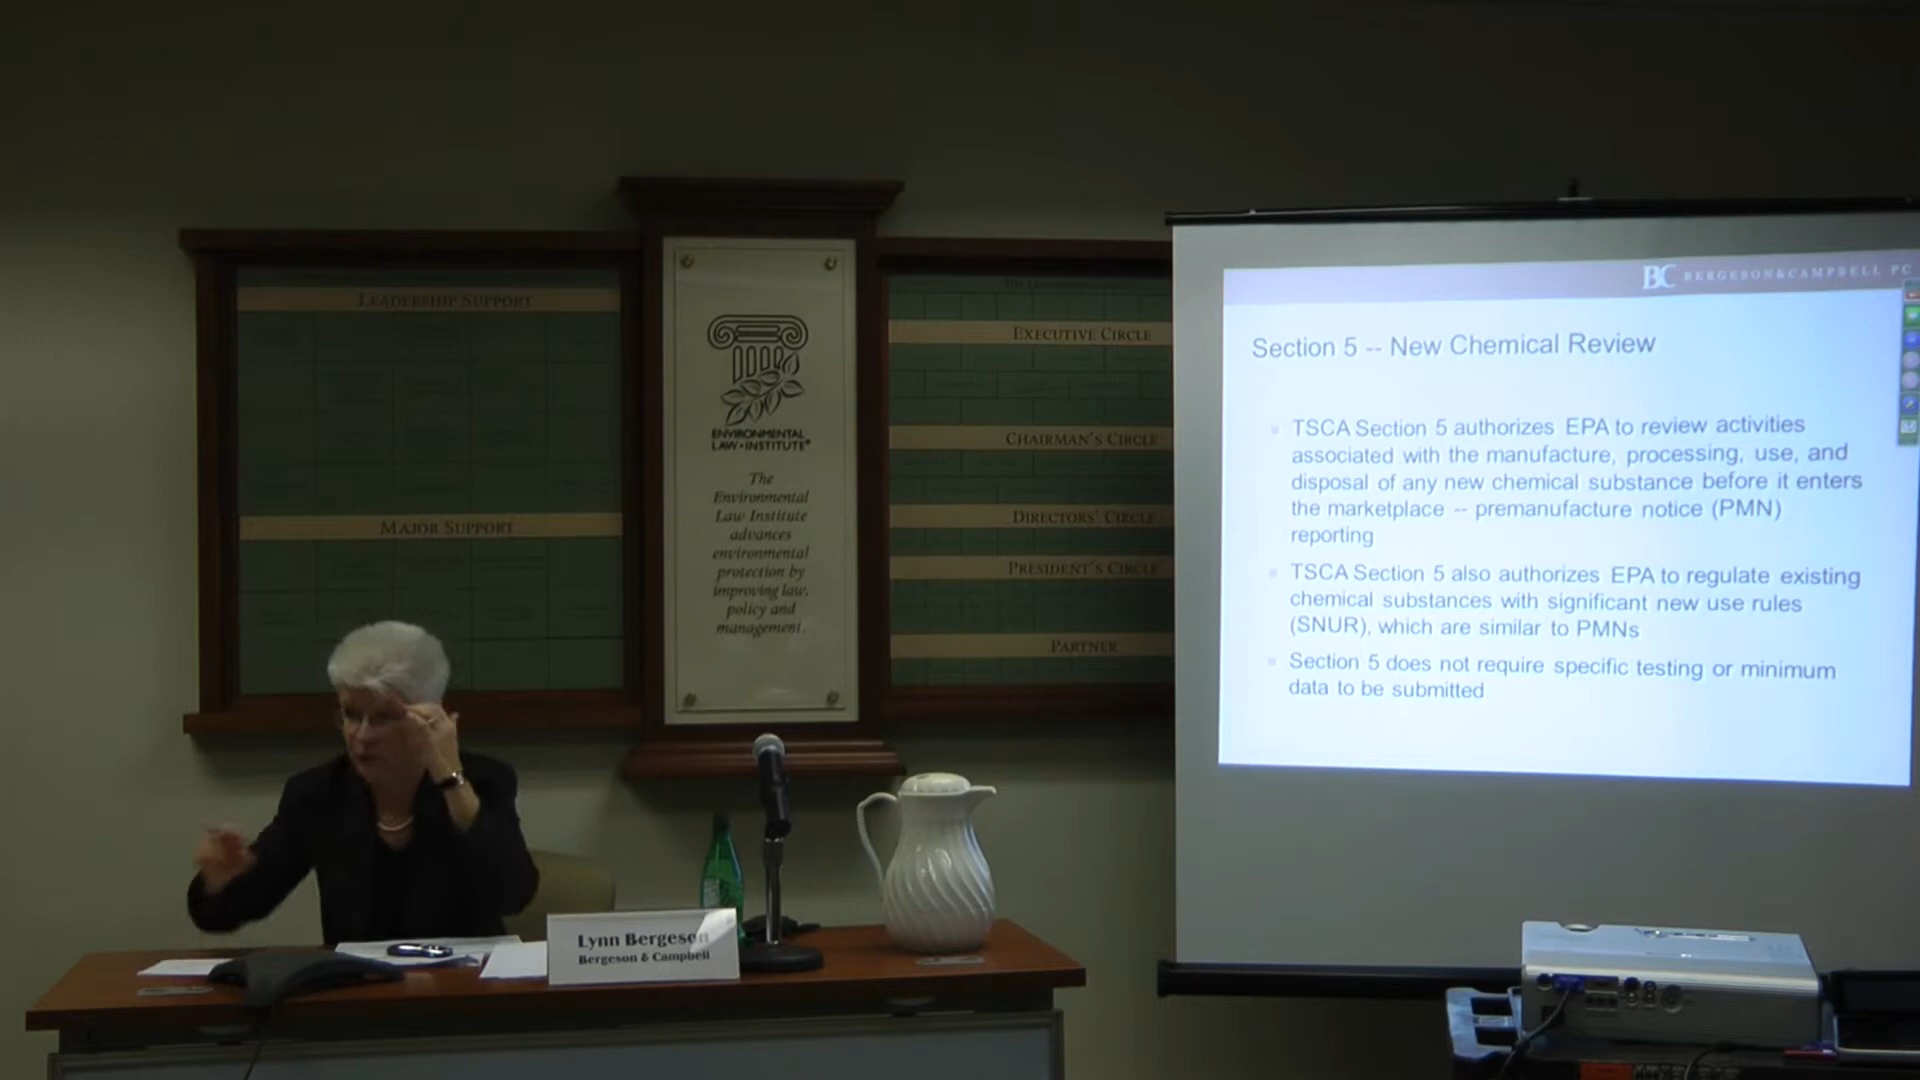 LEADERSHIP SUPPORT
MAJOR SUPPORT
ENVIRONMENTAL
LAW•INSTITUTE®
The
Environmental
Law Institute
advances
environmental
protection by
improving law,
policy and
management.
EXECUTIVE CIRCLE
CHAIRMAN'S CIRCLE
DIRECTORS' CIRCLE
PRESIDENT'S CIRCLE
PARTNER
BC BERGESON&CAMPBELL PC
Section 5 -- New Chemical Review
TSCA Section 5 authorizes EPA to review activities
associated with the manufacture, processing, use, and
disposal of any new chemical substance before it enters
the marketplace -- premanufacture notice (PMN)
reporting
TSCA Section 5 also authorizes EPA to regulate existing
chemical substances with significant new use rules
(SNUR), which are similar to PMNs
Section 5 does not require specific testing or minimum
data to be submitted
Lynn Bergeson
Bergeson & Campbell